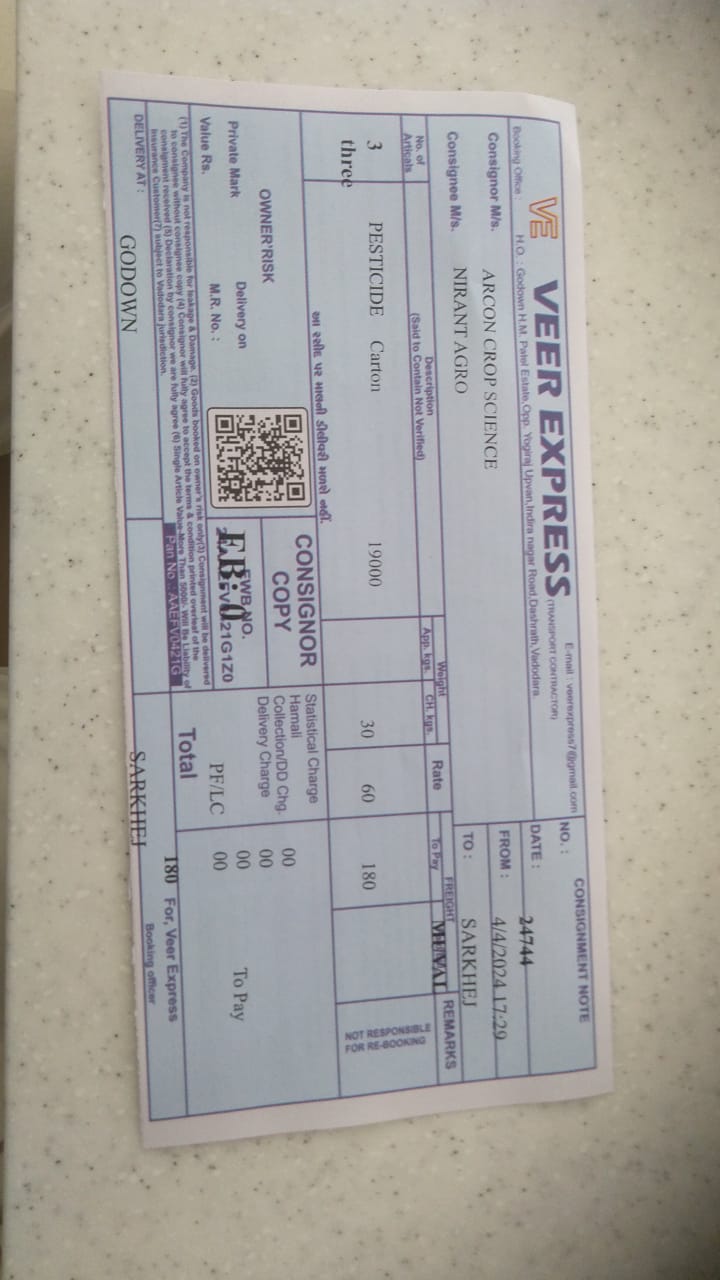 CONSIGNMENT NOTE
VE VEER EXPRESS (TRANSPORT CONTRACTOR)
E-mail : veerexpress7@gmail.com
H.O. : Godown H.M. Patel Estate,Opp. Yogiraj Upvan,Indira nagar Road,Dashrath,Vadodara.
Booking Office :
NO. :
DATE : 24744
FROM : 4/4/2024 17:29
TO : SARKHEJ
MUVAL
Consignor M/s. ARCON CROP SCIENCE
Consignee M/s. NIRANT AGRO
No. of Articals
Description
(Said to Contain Not Verified)
Weight
App. kgs. CH. kgs.
Rate
FREIGHT
To Pay
REMARKS
3 PESTICIDE Carton 19000 30 60 180
three
NOT RESPONSIBLE
FOR RE-BOOKING
આ રસીદ પર માલની ડીલીવરી મળશે નહીં.
OWNER'RISK
CONSIGNOR
COPY
Statistical Charge
Hamali 00
Collection/DD Chg. 00
Delivery Charge 00
PF/LC 00
To Pay
Private Mark Delivery on
EWB NO.
EB: 0
21G1Z0
Value Rs. M.R. No. :
(1) The Company is not responsible for leakage & Damage. (2) Goods booked on owner's risk only(3) Consignment will be delivered
to consignee without consignee copy (4) Consignor will fully agree to accept the terms & condition printed overleaf of the
consignment received (5) Declaration by consignor we are fully agree (6) Single Article Value More Than 5000/- Will Be Liability of
Insurance Customer(7) subject to Vadodara jurisdiction.
Pan No : AAEFV0421G
Total 180
For, Veer Express
Booking officer
DELIVERY AT : GODOWN SARKHEJ